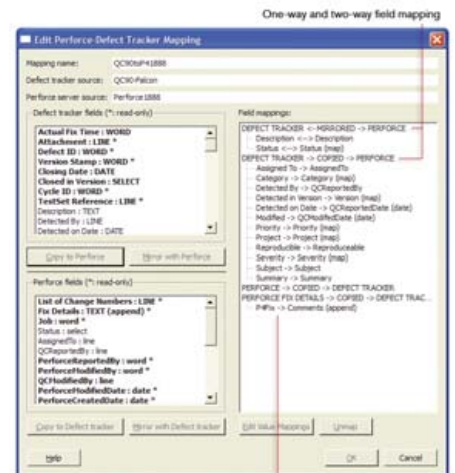 One-way and two-way field mapping
Edit Perforce-Defect Tracker Mapping
Mapping name: QC90toP41888
Defect tracker source: QC90-Falcon
Perforce server source: Perforce1888
Defect tracker fields (*: read-only)
Actual Fix Time : WORD
Attachment : LINE *
Defect ID : WORD *
Version Stamp : WORD *
Closing Date : DATE
Closed in Version : SELECT
Cycle ID : WORD *
TestSet Reference : LINE *
Description : TEXT
Detected By : LINE
Detected on Date : DATE
Copy to Perforce
Mirror with Perforce
Perforce fields (*: read-only)
List of Change Numbers : LINE *
Fix Details : TEXT (append) *
Job : word *
Status : select
AssignedTo : line
QCReportedBy : line
PerforceReportedBy : word *
PerforceModifiedBy : word *
QCModifiedBy : line
PerforceModifiedDate : date *
PerforceCreatedDate : date *
Copy to Defect tracker
Mirror with Defect tracker
Field mappings:
DEFECT TRACKER <-MIRRORED-> PERFORCE
Description <--> Description
Status <--> Status (map)
DEFECT TRACKER -> COPIED -> PERFORCE
Assigned To -> AssignedTo
Category -> Category (map)
Detected By -> QCReportedBy
Detected in Version -> Version (map)
Detected on Date -> QCReportedDate (date)
Modified -> QCModifiedDate (date)
Priority -> Priority (map)
Project -> Project (map)
Reproducible -> Reproduceable
Severity -> Severity (map)
Subject -> Subject
Summary -> Summary
PERFORCE -> COPIED -> DEFECT TRACKER
PERFORCE FIX DETAILS -> COPIED -> DEFECT TRAC...
P4Fix -> Comments (append)
Edit Value Mappings
Unmap
Help
OK
Cancel